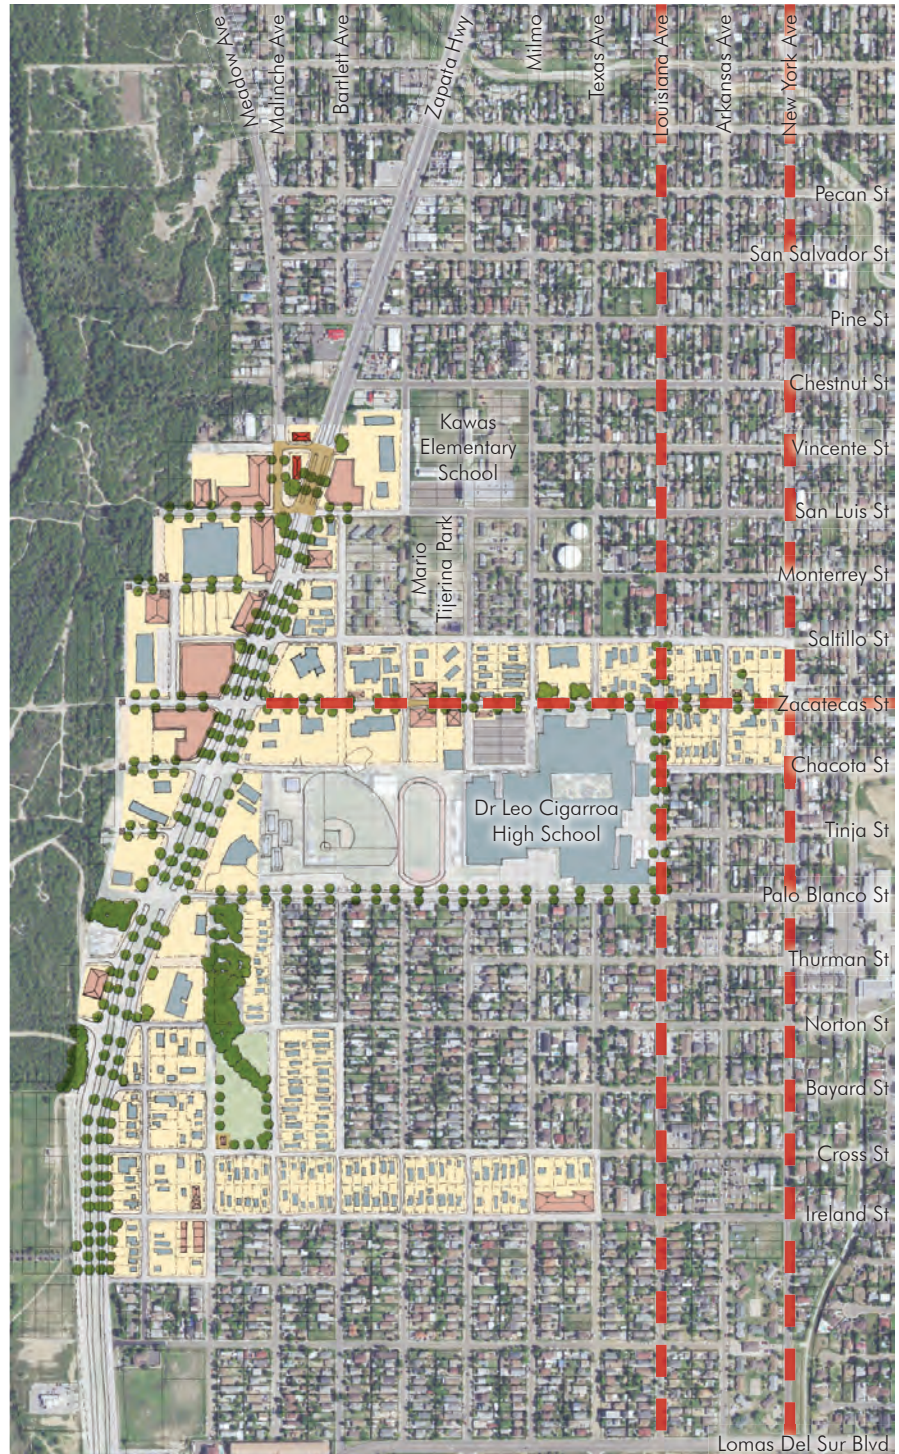 Meadow Ave
Malinche Ave
Bartlett Ave
Zapata Hwy
Milmo
Texas Ave
Louisiana Ave
Arkansas Ave
New York Ave
Pecan St
San Salvador St
Pine St
Chestnut St
Kawas
Elementary
School
Vincente St
San Luis St
Mario
Tijerina Park
Monterrey St
Saltillo St
Zacatecas St
Chacota St
Dr Leo Cigarroa
High School
Tinja St
Palo Blanco St
Thurman St
Norton St
Bayard St
Cross St
Ireland St
Lomas Del Sur Blvd